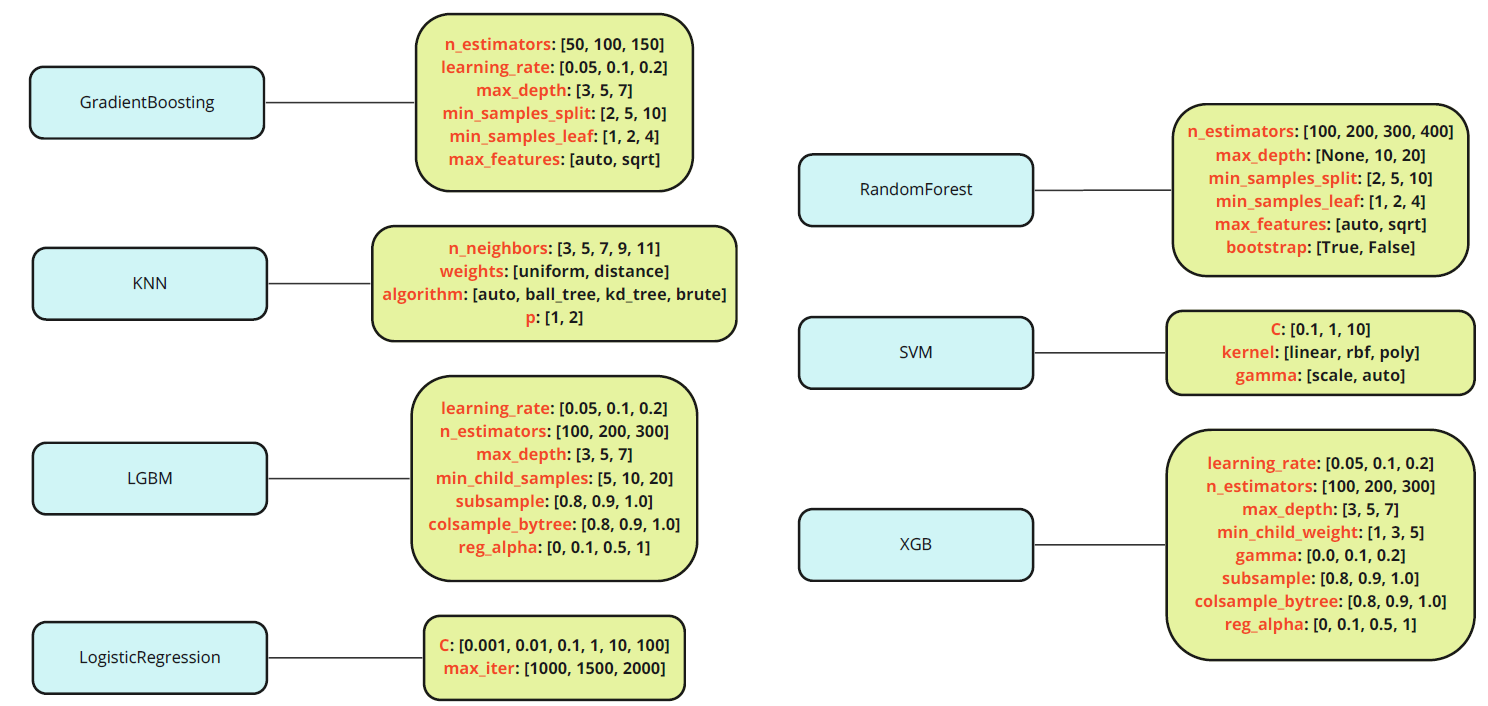 GradientBoosting
n_estimators: [50, 100, 150]
learning_rate: [0.05, 0.1, 0.2]
max_depth: [3, 5, 7]
min_samples_split: [2, 5, 10]
min_samples_leaf: [1, 2, 4]
max_features: [auto, sqrt]
KNN
n_neighbors: [3, 5, 7, 9, 11]
weights: [uniform, distance]
algorithm: [auto, ball_tree, kd_tree, brute]
p: [1, 2]
LGBM
learning_rate: [0.05, 0.1, 0.2]
n_estimators: [100, 200, 300]
max_depth: [3, 5, 7]
min_child_samples: [5, 10, 20]
subsample: [0.8, 0.9, 1.0]
colsample_bytree: [0.8, 0.9, 1.0]
reg_alpha: [0, 0.1, 0.5, 1]
LogisticRegression
C: [0.001, 0.01, 0.1, 1, 10, 100]
max_iter: [1000, 1500, 2000]
RandomForest
n_estimators: [100, 200, 300, 400]
max_depth: [None, 10, 20]
min_samples_split: [2, 5, 10]
min_samples_leaf: [1, 2, 4]
max_features: [auto, sqrt]
bootstrap: [True, False]
SVM
C: [0.1, 1, 10]
kernel: [linear, rbf, poly]
gamma: [scale, auto]
XGB
learning_rate: [0.05, 0.1, 0.2]
n_estimators: [100, 200, 300]
max_depth: [3, 5, 7]
min_child_weight: [1, 3, 5]
gamma: [0.0, 0.1, 0.2]
subsample: [0.8, 0.9, 1.0]
colsample_bytree: [0.8, 0.9, 1.0]
reg_alpha: [0, 0.1, 0.5, 1]